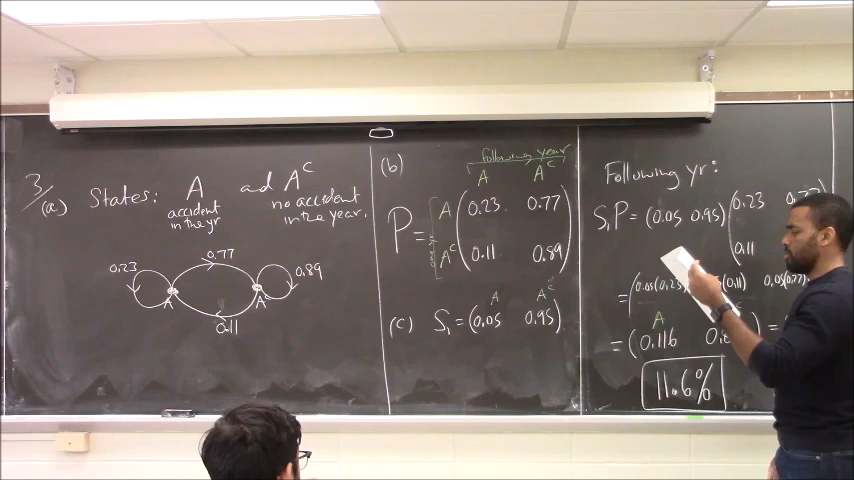 3/(a) States: A and A^C
accident in the yr
no accident in the year.
0.23 0.77 0.89
A A
0.11
(b)
following year
A A^C
P = A (0.23 0.77)
A^C (0.11 0.89)
A A^C
(c) S₁ = (0.05 0.95)
Following yr:
S₁P = (0.05 0.95) (0.23
0.11
= (0.05(0.23) (0.11) 0.05(0.77)
A
= (0.116 0.
11.6%